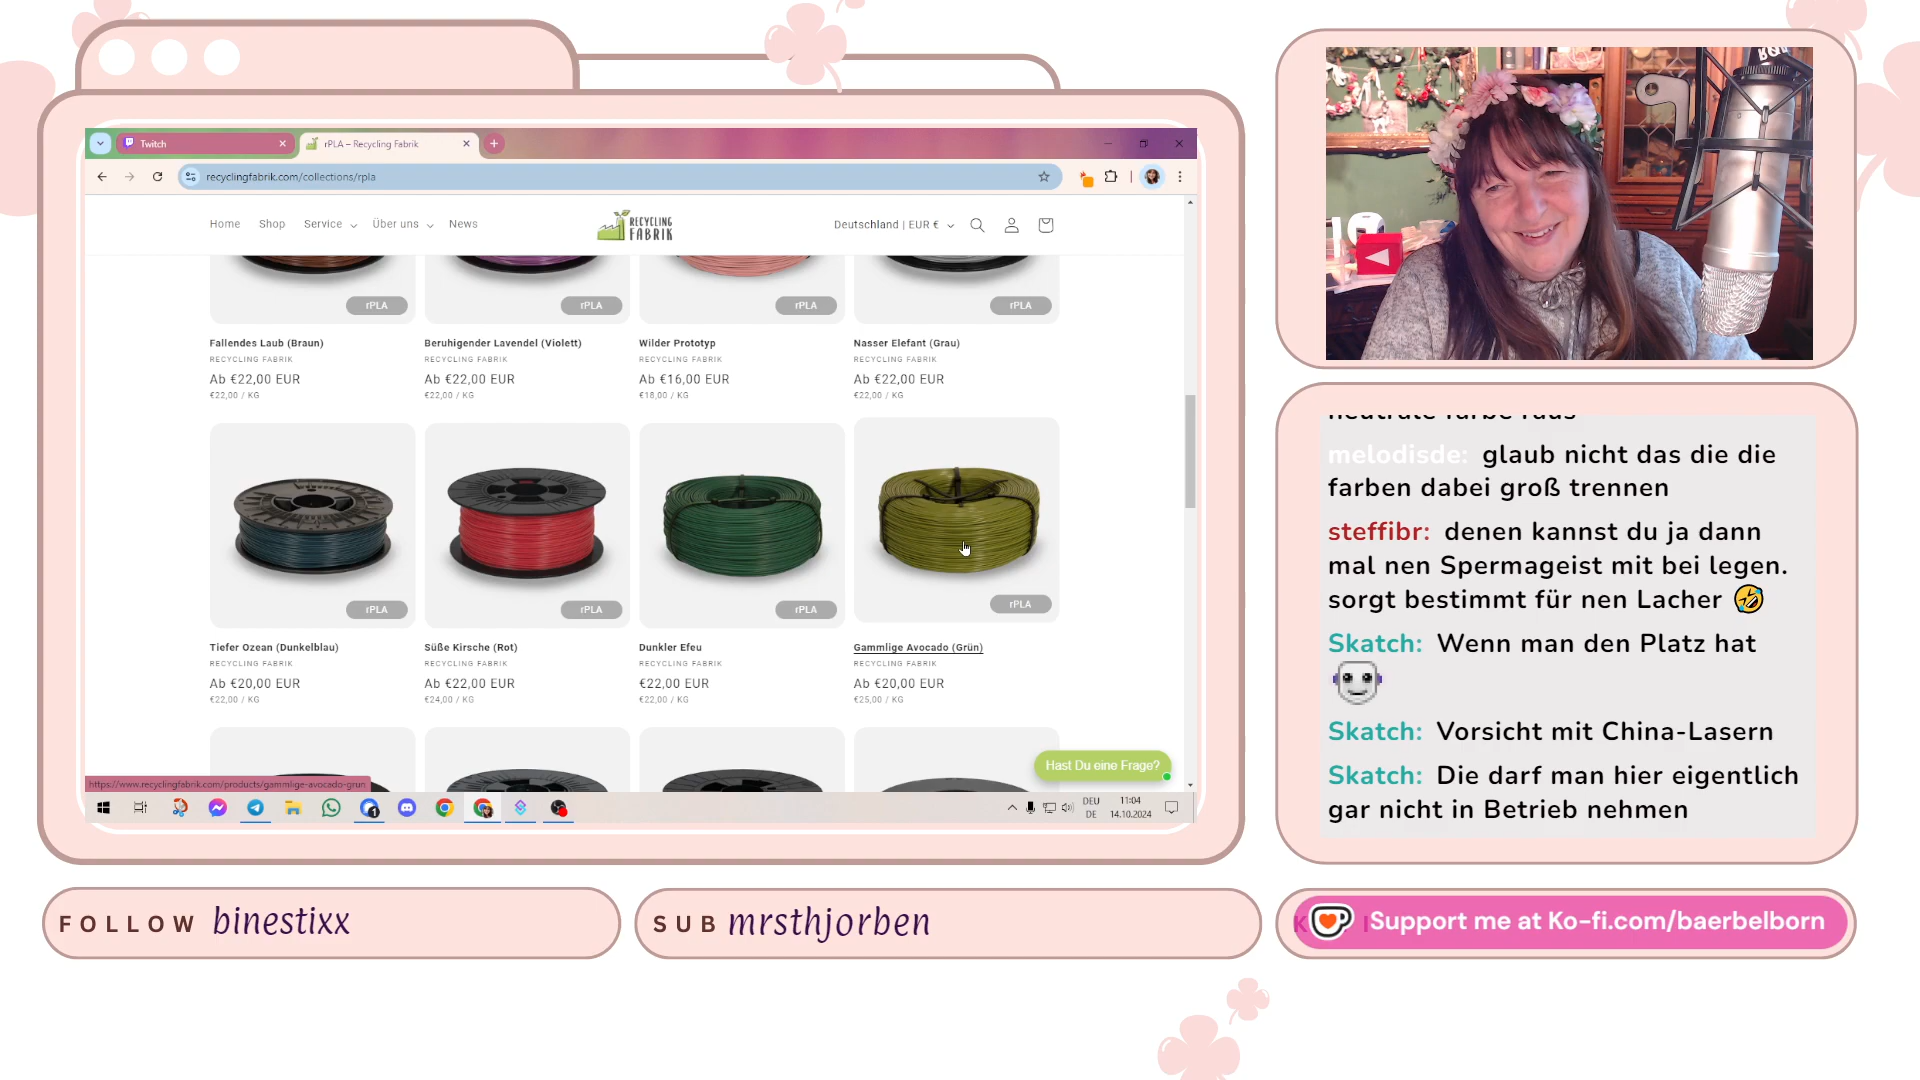 Twitch
rPLA – Recycling Fabrik
recyclingfabrik.com/collections/rpla
Home
Shop
Service
Über uns
News
RECYCLING
FABRIK
Deutschland | EUR €
rPLA
rPLA
rPLA
rPLA
Fallendes Laub (Braun)
RECYCLING FABRIK
Ab €22,00 EUR
€22,00 / KG
Beruhigender Lavendel (Violett)
RECYCLING FABRIK
Ab €22,00 EUR
€22,00 / KG
Wilder Prototyp
RECYCLING FABRIK
Ab €16,00 EUR
€18,00 / KG
Nasser Elefant (Grau)
RECYCLING FABRIK
Ab €22,00 EUR
€22,00 / KG
rPLA
rPLA
rPLA
rPLA
Tiefer Ozean (Dunkelblau)
RECYCLING FABRIK
Ab €20,00 EUR
€22,00 / KG
Süße Kirsche (Rot)
RECYCLING FABRIK
Ab €22,00 EUR
€24,00 / KG
Dunkler Efeu
RECYCLING FABRIK
€22,00 EUR
€22,00 / KG
Gammlige Avocado (Grün)
RECYCLING FABRIK
Ab €20,00 EUR
€25,00 / KG
Hast Du eine Frage?
https://www.recyclingfabrik.com/products/gammlige-avocado-grun
DEU
DE
11:04
14.10.2024
neutrale farbe raus
melodisde: glaub nicht das die die
farben dabei groß trennen
steffibr: denen kannst du ja dann
mal nen Spermageist mit bei legen.
sorgt bestimmt für nen Lacher 🤣
Skatch: Wenn man den Platz hat
Skatch: Vorsicht mit China-Lasern
Skatch: Die darf man hier eigentlich
gar nicht in Betrieb nehmen
FOLLOW binestixx
SUB mrsthjorben
Support me at Ko-fi.com/baerbelborn